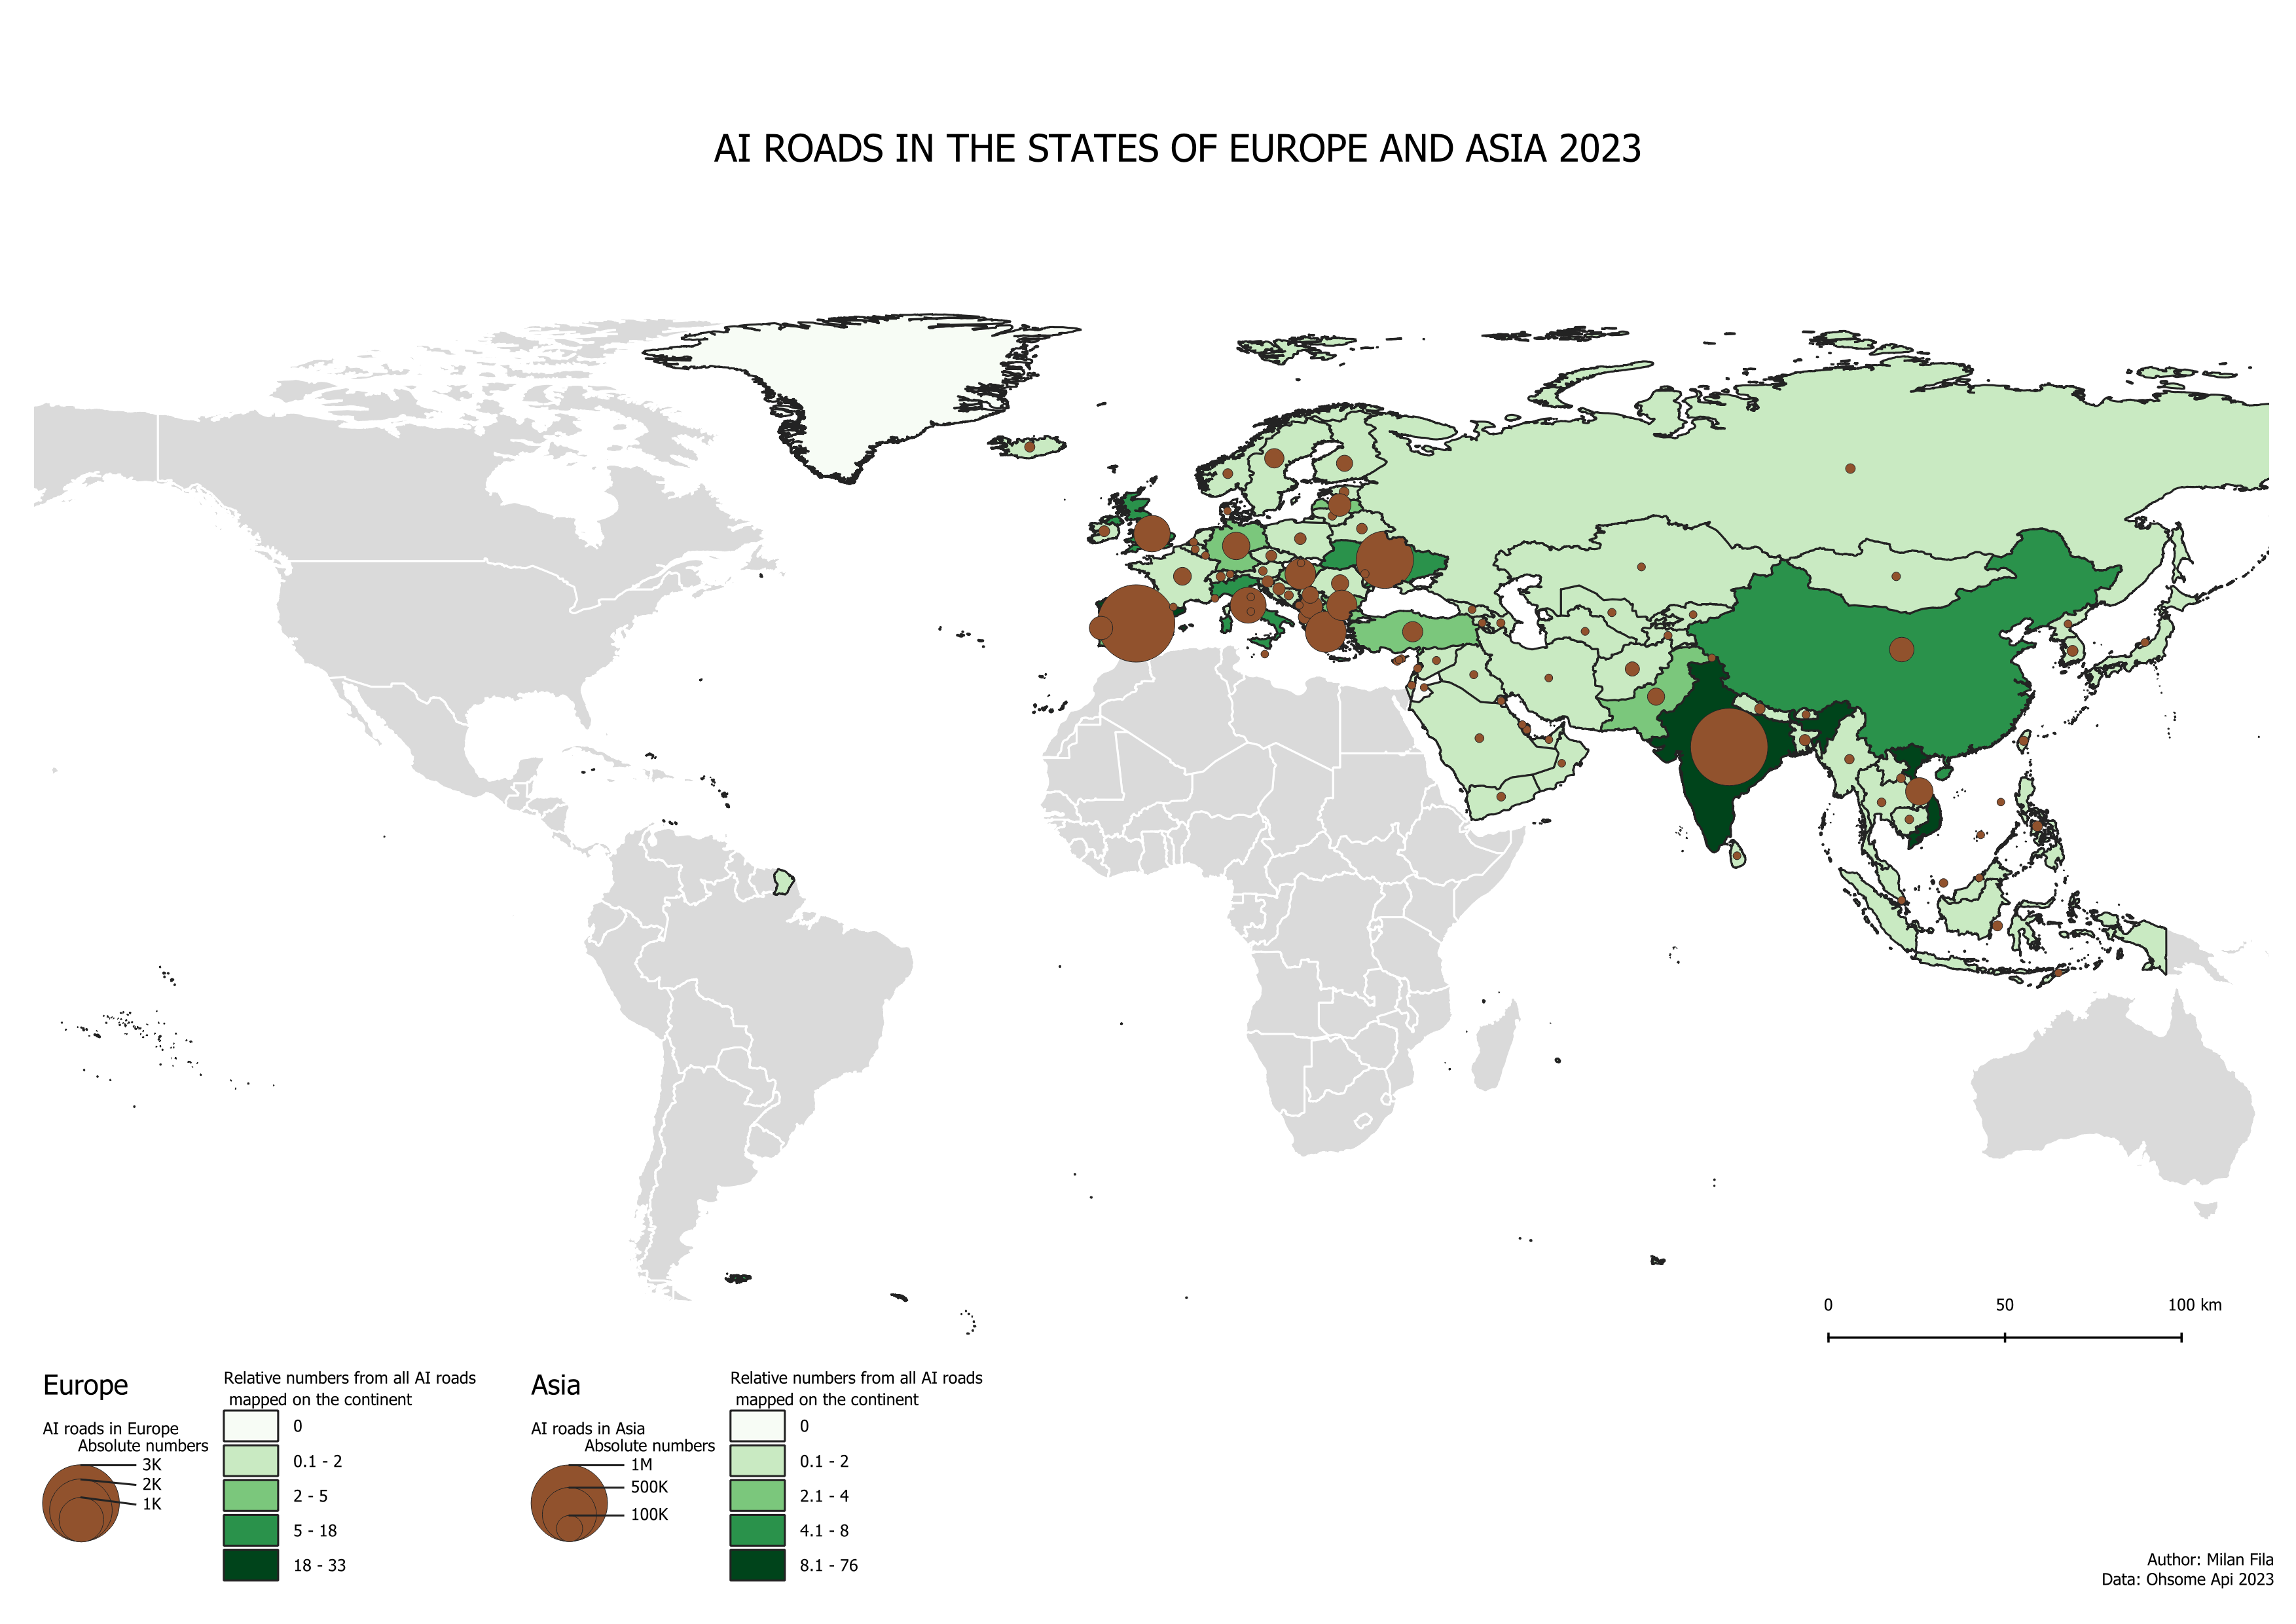 AI ROADS IN THE STATES OF EUROPE AND ASIA 2023
0 50 100 km
Europe
AI roads in Europe
Absolute numbers
3K
2K
1K
Relative numbers from all AI roads
mapped on the continent
0
0.1 - 2
2 - 5
5 - 18
18 - 33
Asia
AI roads in Asia
Absolute numbers
1M
500K
100K
Relative numbers from all AI roads
mapped on the continent
0
0.1 - 2
2.1 - 4
4.1 - 8
8.1 - 76
Author: Milan Fila
Data: Ohsome Api 2023